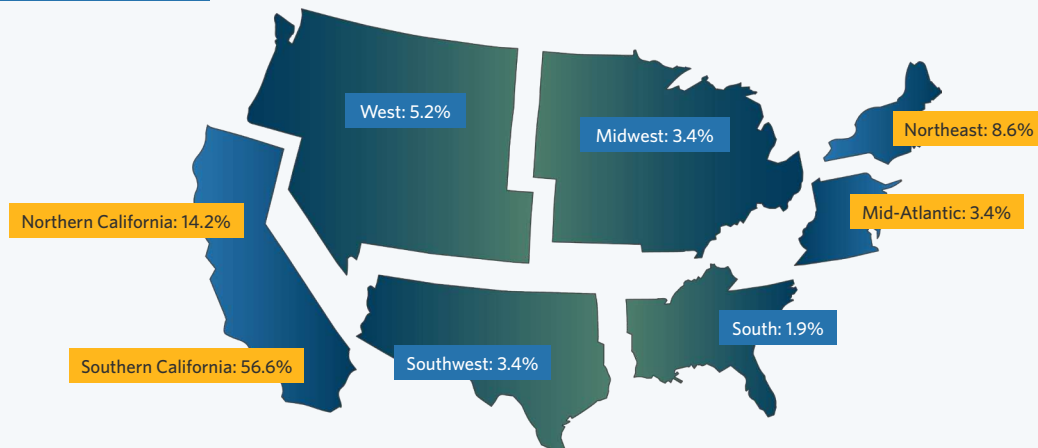 West: 5.2%
Midwest: 3.4%
Northeast: 8.6%
Northern California: 14.2%
Mid-Atlantic: 3.4%
South: 1.9%
Southern California: 56.6%
Southwest: 3.4%